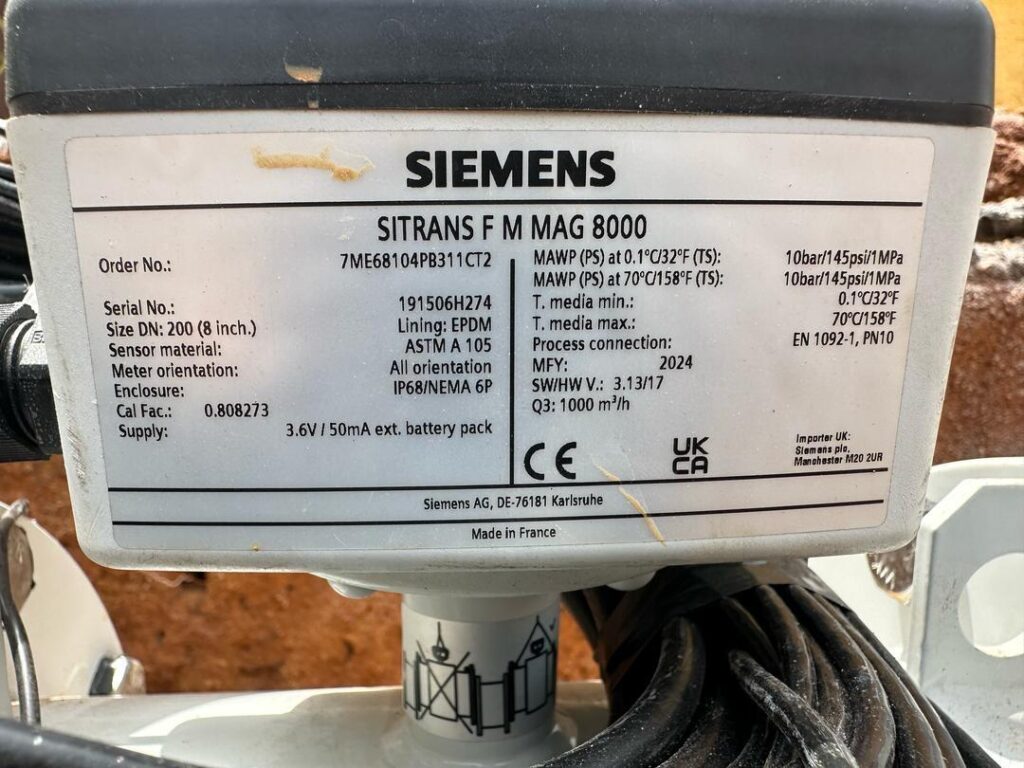 SIEMENS
SITRANS F M MAG 8000
Order No.: 7ME68104PB311CT2
Serial No.: 191506H274
Size DN: 200 (8 inch.) Lining: EPDM
Sensor material: ASTM A 105
Meter orientation: All orientation
Enclosure: IP68/NEMA 6P
Cal Fac.: 0.808273
Supply: 3.6V / 50mA ext. battery pack
MAWP (PS) at 0.1°C/32°F (TS): 10bar/145psi/1MPa
MAWP (PS) at 70°C/158°F (TS): 10bar/145psi/1MPa
T. media min.: 0.1°C/32°F
T. media max.: 70°C/158°F
Process connection: EN 1092-1, PN10
MFY: 2024
SW/HW V.: 3.13/17
Q3: 1000 m³/h
CE
UK
CA
Importer UK:
Siemens plc,
Manchester M20 2UR
Siemens AG, DE-76181 Karlsruhe
Made in France